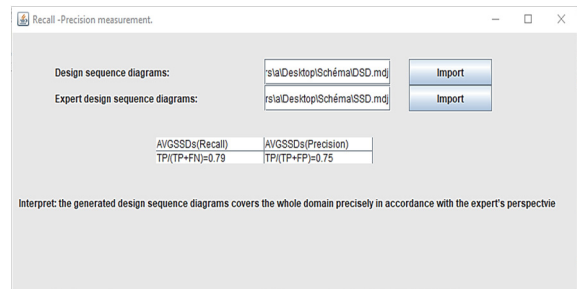 Recall -Precision measurement.
Design sequence diagrams: rs\a\Desktop\Schéma\DSD.mdj Import
Expert design sequence diagrams: rs\a\Desktop\Schéma\SSD.mdj Import
AVGSSDs(Recall) AVGSSDs(Precision)
TP/(TP+FN)=0.79 TP/(TP+FP)=0.75
Interpret: the generated design sequence diagrams covers the whole domain precisely in accordance with the expert's perspectvie